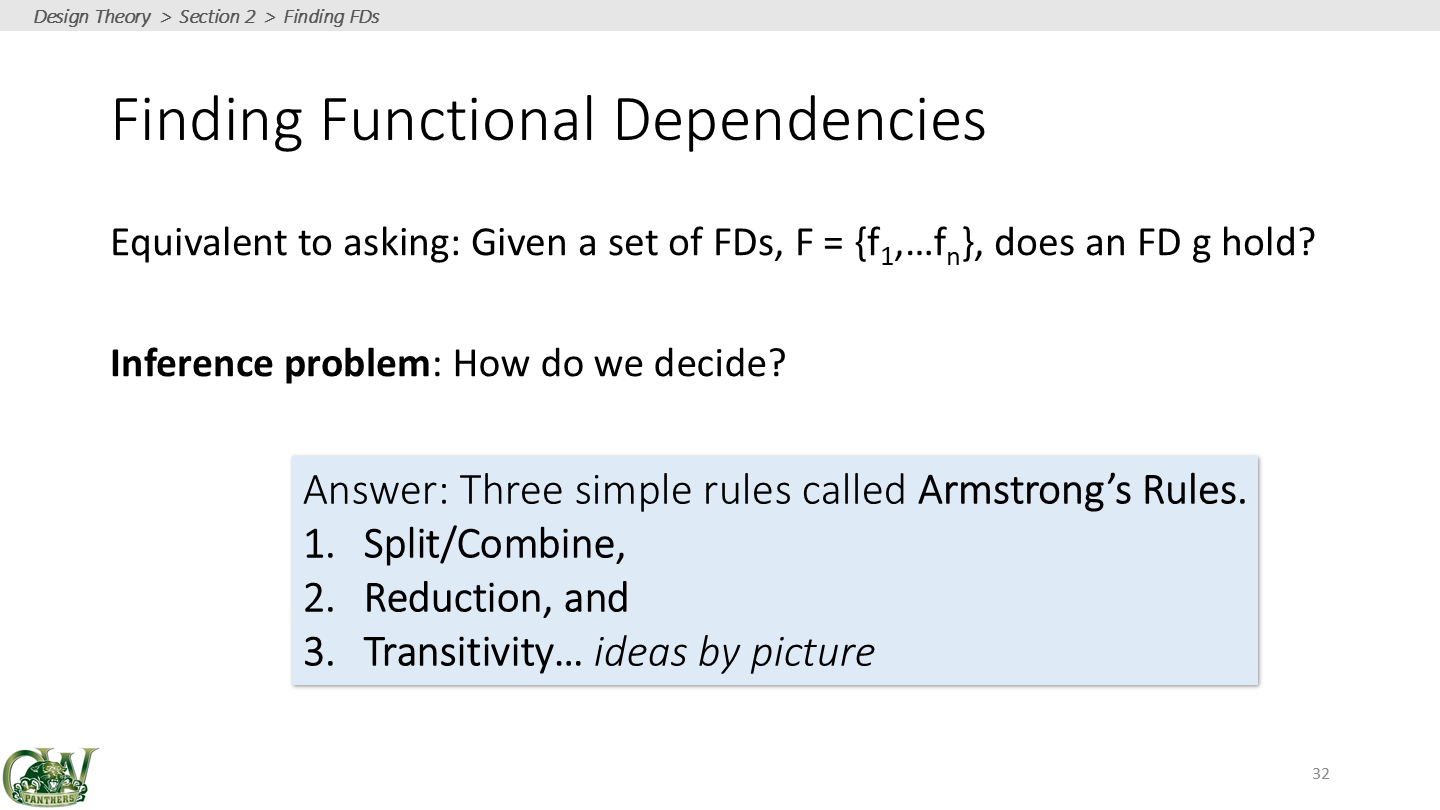 Design Theory > Section 2 > Finding FDs
Finding Functional Dependencies
Equivalent to asking: Given a set of FDs, F = {f1,…fn}, does an FD g hold?
Inference problem: How do we decide?
Answer: Three simple rules called Armstrong’s Rules.
1. Split/Combine,
2. Reduction, and
3. Transitivity… ideas by picture
OW
PANTHERS
32